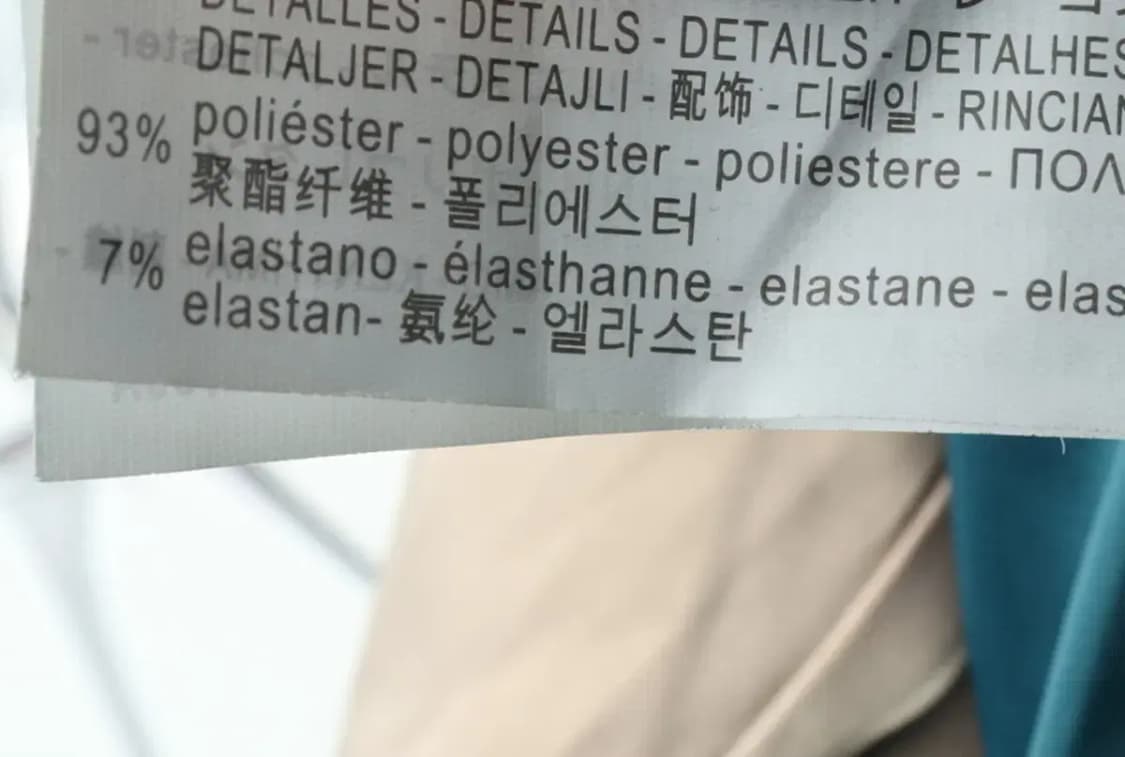 DETALLES - DETAILS - DETAILS - DETALHES
DETALJER - DETAJLI - 配饰 - 디테일 - RINCIAN
93% poliéster - polyester - poliestere - ΠΟΛ
聚酯纤维 - 폴리에스터
7% elastano - élasthanne - elastane - elas
elastan- 氨纶 - 엘라스탄